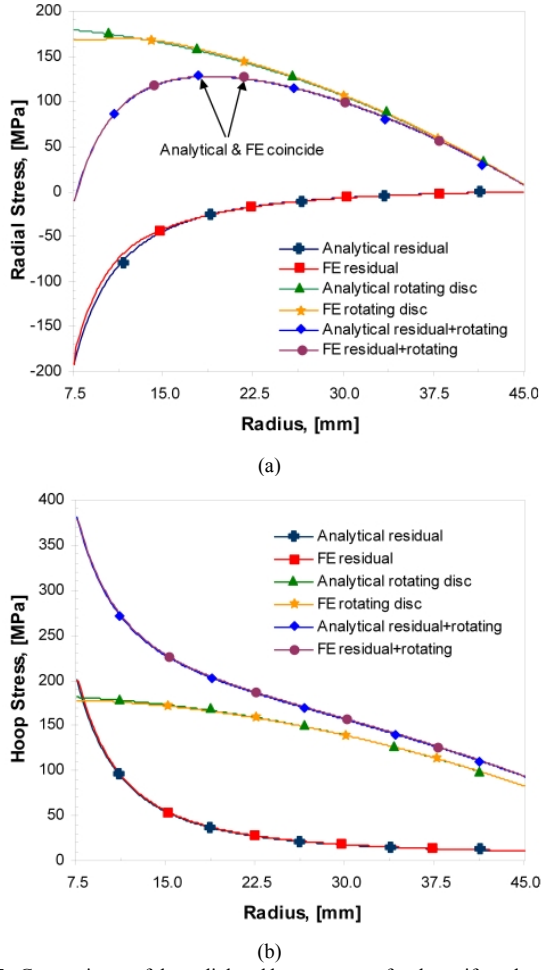 200
150
100
50
0
-50
-100
-150
-200
Radial Stress, [MPa]
Analytical & FE coincide
Analytical residual
FE residual
Analytical rotating disc
FE rotating disc
Analytical residual+rotating
FE residual+rotating
7.5 15.0 22.5 30.0 37.5 45.0
Radius, [mm]
(a)
400
350
300
250
200
150
100
50
0
Hoop Stress, [MPa]
Analytical residual
FE residual
Analytical rotating disc
FE rotating disc
Analytical residual+rotating
FE residual+rotating
7.5 15.0 22.5 30.0 37.5 45.0
Radius, [mm]
(b)